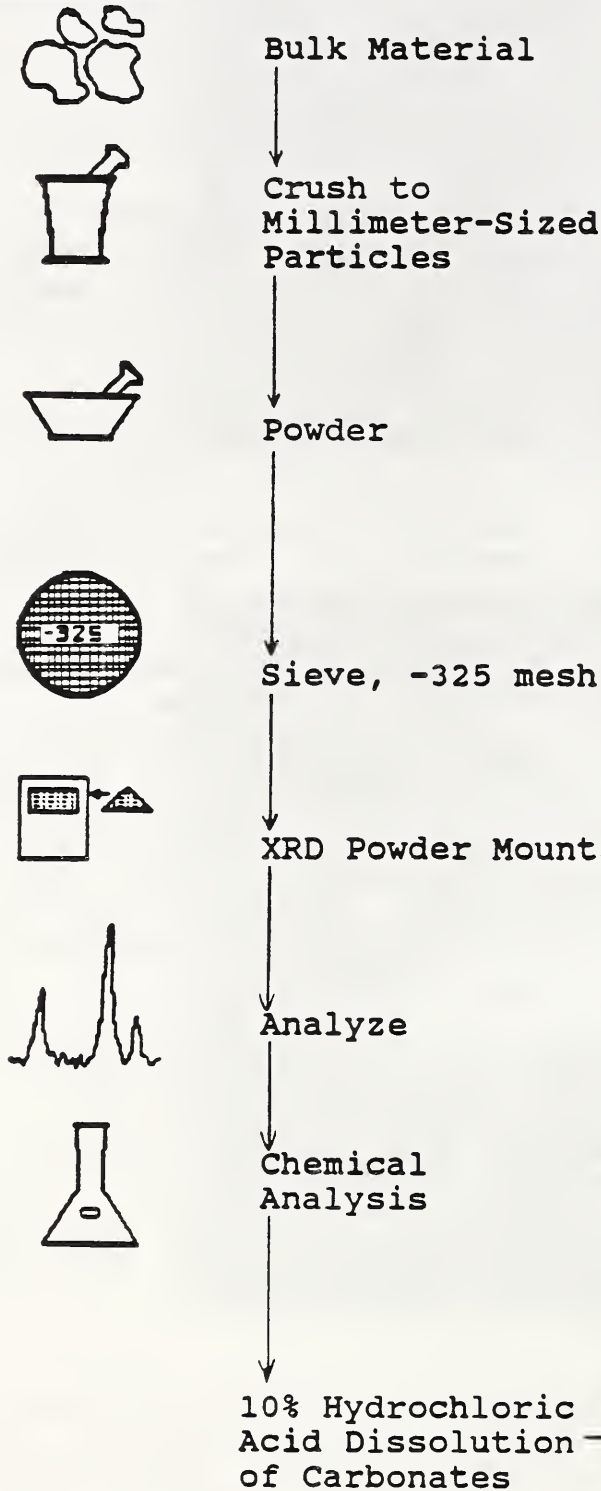 Bulk Material
Crush to
Millimeter-Sized
Particles
Powder
-325
Sieve, -325 mesh
XRD Powder Mount
Analyze
Chemical
Analysis
10% Hydrochloric
Acid Dissolution
of Carbonates